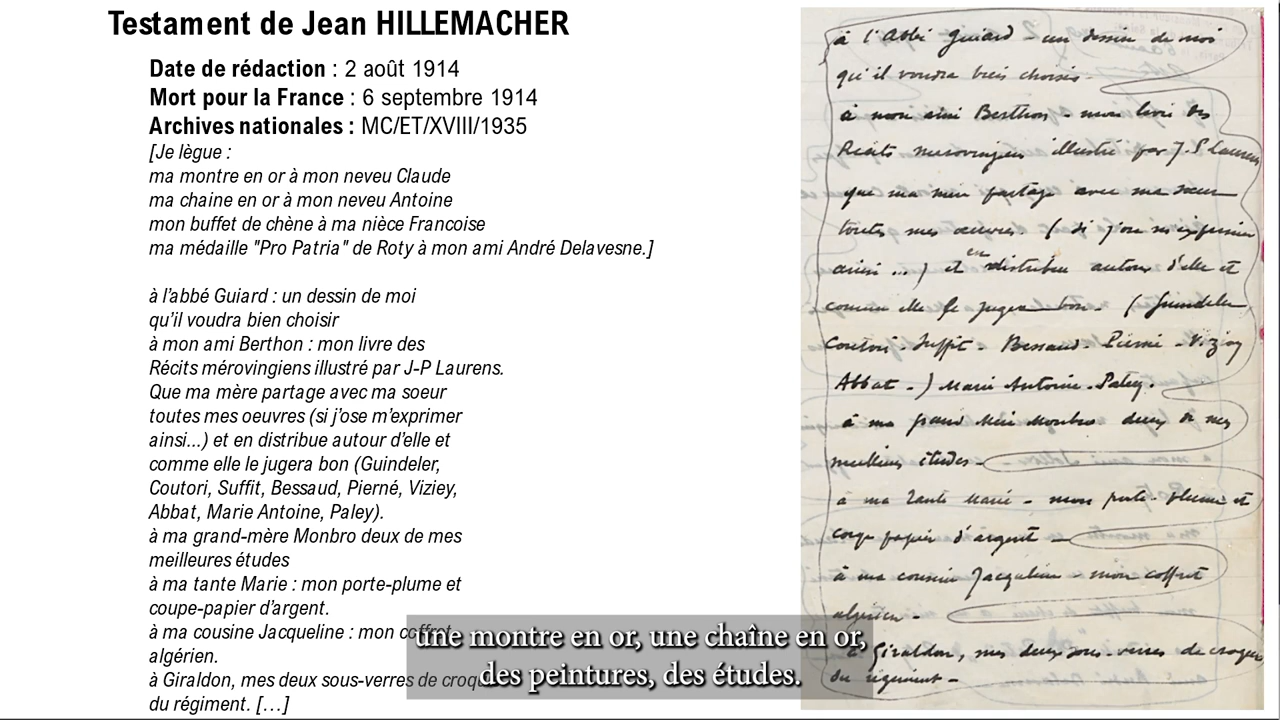 Testament de Jean HILLEMACHER
Date de rédaction : 2 août 1914
Mort pour la France : 6 septembre 1914
Archives nationales : MC/ET/XVIII/1935
[Je lègue :
ma montre en or à mon neveu Claude
ma chaine en or à mon neveu Antoine
mon buffet de chène à ma nièce Francoise
ma médaille "Pro Patria" de Roty à mon ami André Delavesne.]
à l'abbé Guiard : un dessin de moi
qu'il voudra bien choisir
à mon ami Berthon : mon livre des
Récits mérovingiens illustré par J-P Laurens.
Que ma mère partage avec ma soeur
toutes mes oeuvres (si j'ose m'exprimer
ainsi...) et en distribue autour d'elle et
comme elle le jugera bon (Guindeler,
Coutori, Suffit, Bessaud, Pierné, Viziey,
Abbat, Marie Antoine, Paley).
à ma grand-mère Monbro deux de mes
meilleures études
à ma tante Marie : mon porte-plume et
coupe-papier d'argent.
à ma cousine Jacqueline : mon coffret
algérien.
à Giraldon, mes deux sous-verres de croq
du régiment. […]
à l'Abbé Guiard - un dessin de moi
qu'il voudra bien choisir -
à mon ami Berthon - mon livre des
Récits merovingiens illustré par J. P Laurens
que ma mère partage avec ma sœur
toutes mes œuvres. ( si j'ose m'exprimer
ainsi ...) et en distribue autour d'elle et
comme elle le jugera bon - ( Guindeler
Coutori - Suffit - Bessaud - Pierné - Viziey
Abbat - ) Marie Antoine - Paley.
à ma grand Mère Monbro deux de mes
meilleures études -
à ma tante Marie - mon porte-plume et
coupe papier d'argent -
à ma cousine Jacqueline - mon coffret
algérien -
à Giraldon, mes deux sous-verres de croquis
du régiment -
une montre en or, une chaîne en or,
des peintures, des études.